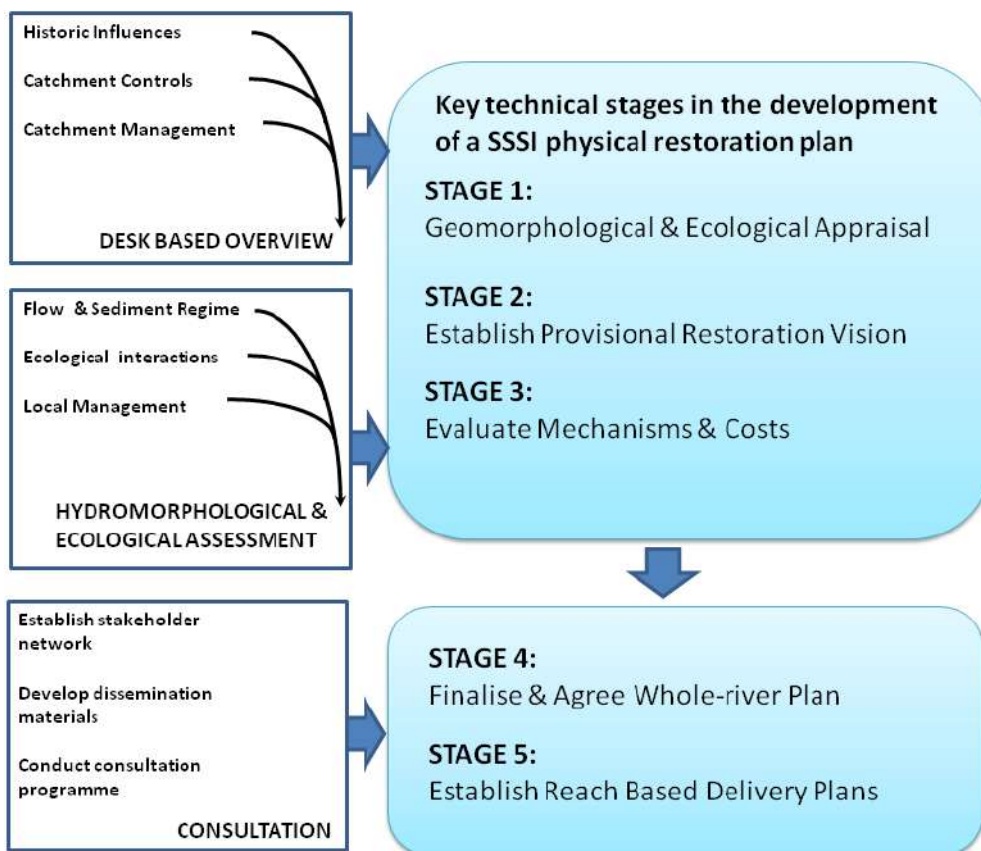 Historic Influences
Catchment Controls
Catchment Management
DESK BASED OVERVIEW
Flow & Sediment Regime
Ecological interactions
Local Management
HYDROMORPHOLOGICAL &
ECOLOGICAL ASSESSMENT
Key technical stages in the development
of a SSSI physical restoration plan
STAGE 1:
Geomorphological & Ecological Appraisal
STAGE 2:
Establish Provisional Restoration Vision
STAGE 3:
Evaluate Mechanisms & Costs
Establish stakeholder
network
Develop dissemination
materials
Conduct consultation
programme
CONSULTATION
STAGE 4:
Finalise & Agree Whole-river Plan
STAGE 5:
Establish Reach Based Delivery Plans